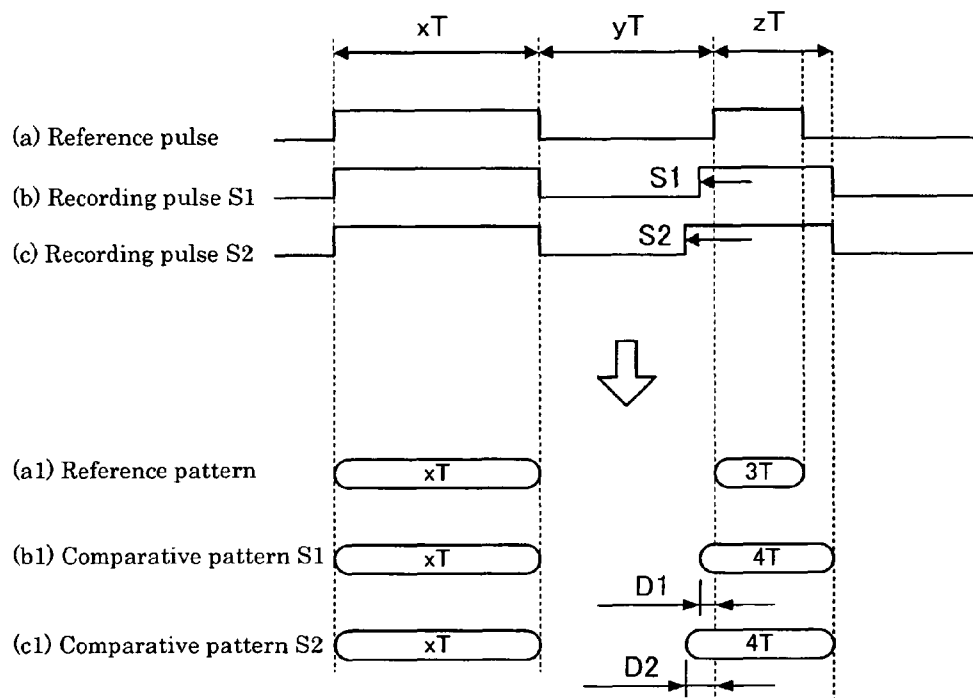 xT yT zT
(a) Reference pulse
(b) Recording pulse S1 S1
(c) Recording pulse S2 S2
(a1) Reference pattern xT 3T
(b1) Comparative pattern S1 xT 4T
D1
(c1) Comparative pattern S2 xT 4T
D2